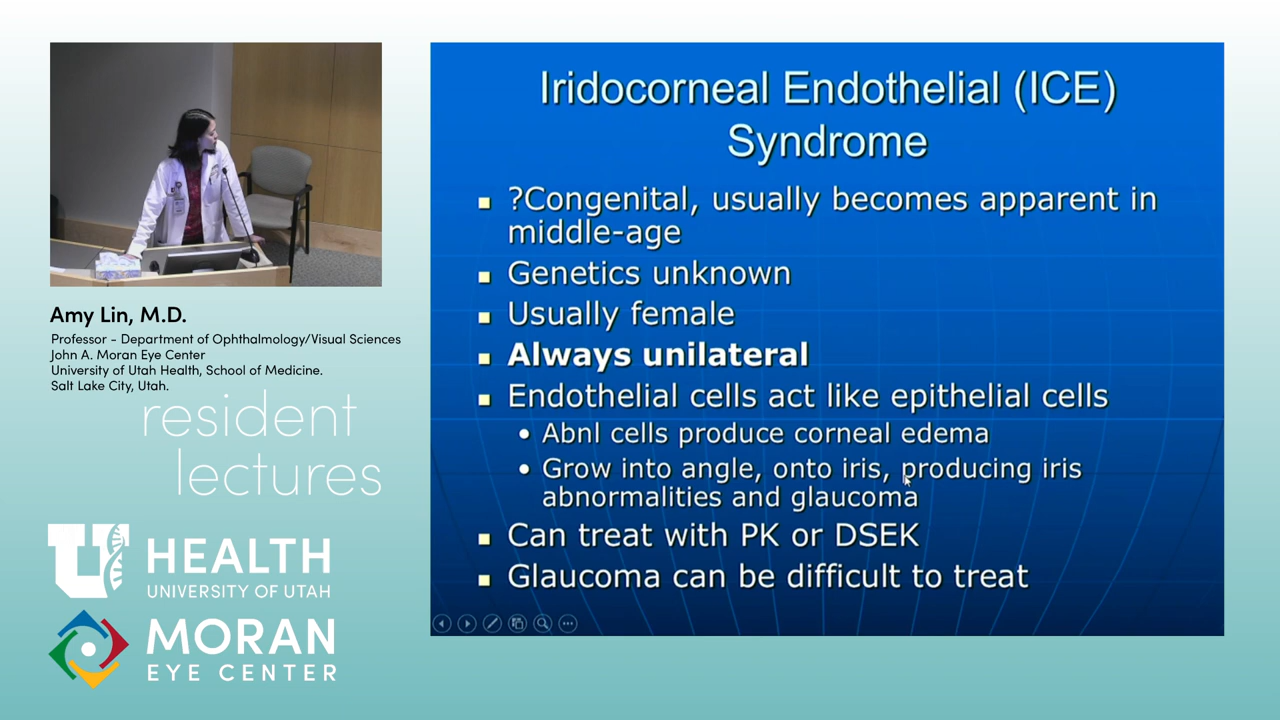 Iridocorneal Endothelial (ICE)
Syndrome
?Congenital, usually becomes apparent in
middle-age
Genetics unknown
Usually female
Always unilateral
Endothelial cells act like epithelial cells
Abnl cells produce corneal edema
Grow into angle, onto iris, producing iris
abnormalities and glaucoma
Can treat with PK or DSEK
Glaucoma can be difficult to treat
Amy Lin, M.D.
Professor - Department of Ophthalmology/Visual Sciences
John A. Moran Eye Center
University of Utah Health, School of Medicine.
Salt Lake City, Utah.
resident
lectures
U HEALTH
UNIVERSITY OF UTAH
MORAN
EYE CENTER